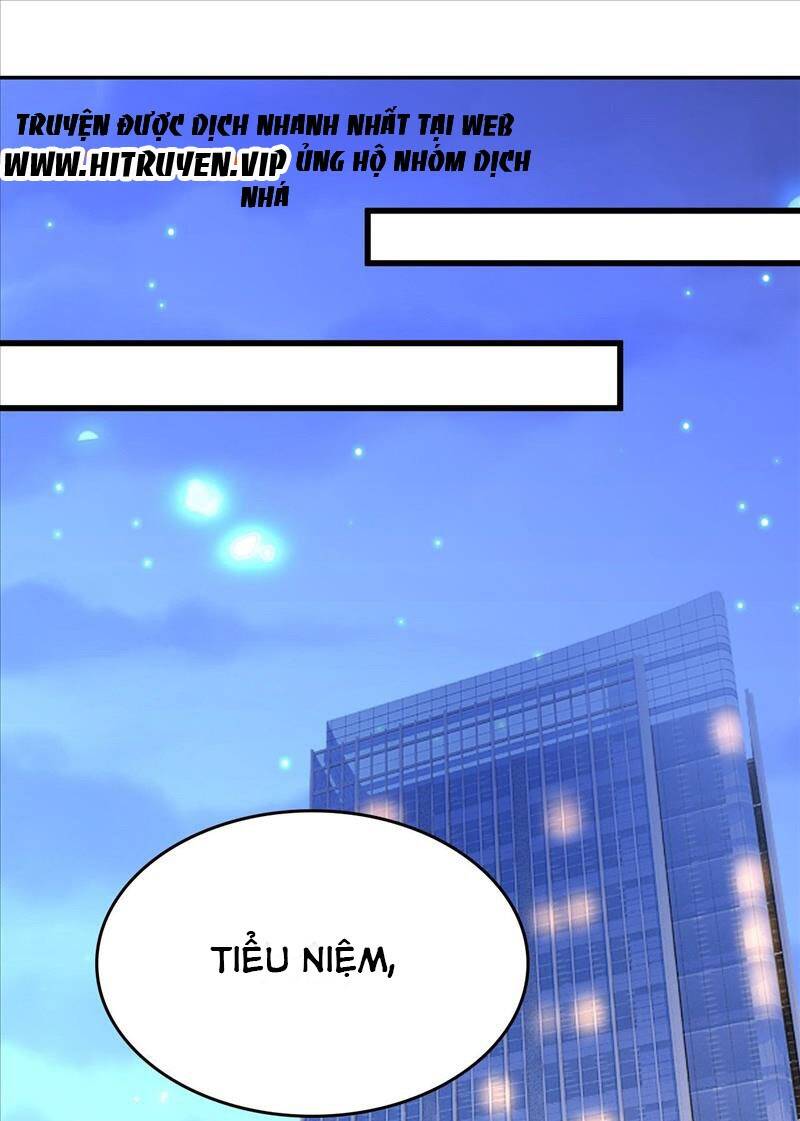 TRUYỆN ĐƯỢC DỊCH NHANH NHẤT TẠI WEB
WWW.HITRUYEN.VIP ỦNG HỘ NHÓM DỊCH
NHÁ
TIỂU NIỆM,